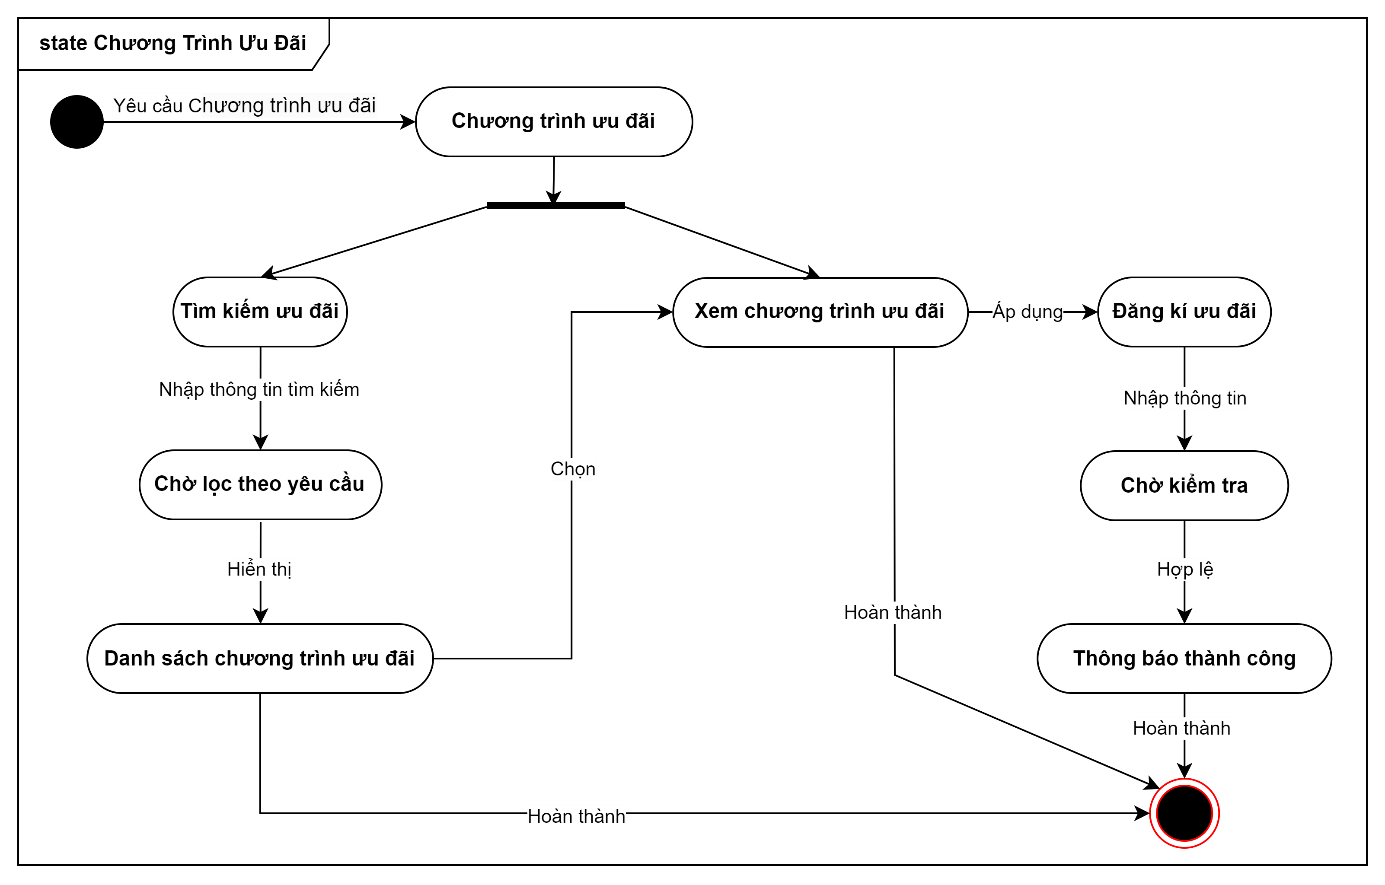 state Chương Trình Ưu Đãi
Yêu cầu Chương trình ưu đãi
Chương trình ưu đãi
Tìm kiếm ưu đãi
Xem chương trình ưu đãi
Áp dụng
Đăng kí ưu đãi
Nhập thông tin tìm kiếm
Nhập thông tin
Chọn
Chờ lọc theo yêu cầu
Chờ kiểm tra
Hiển thị
Hợp lệ
Hoàn thành
Danh sách chương trình ưu đãi
Thông báo thành công
Hoàn thành
Hoàn thành